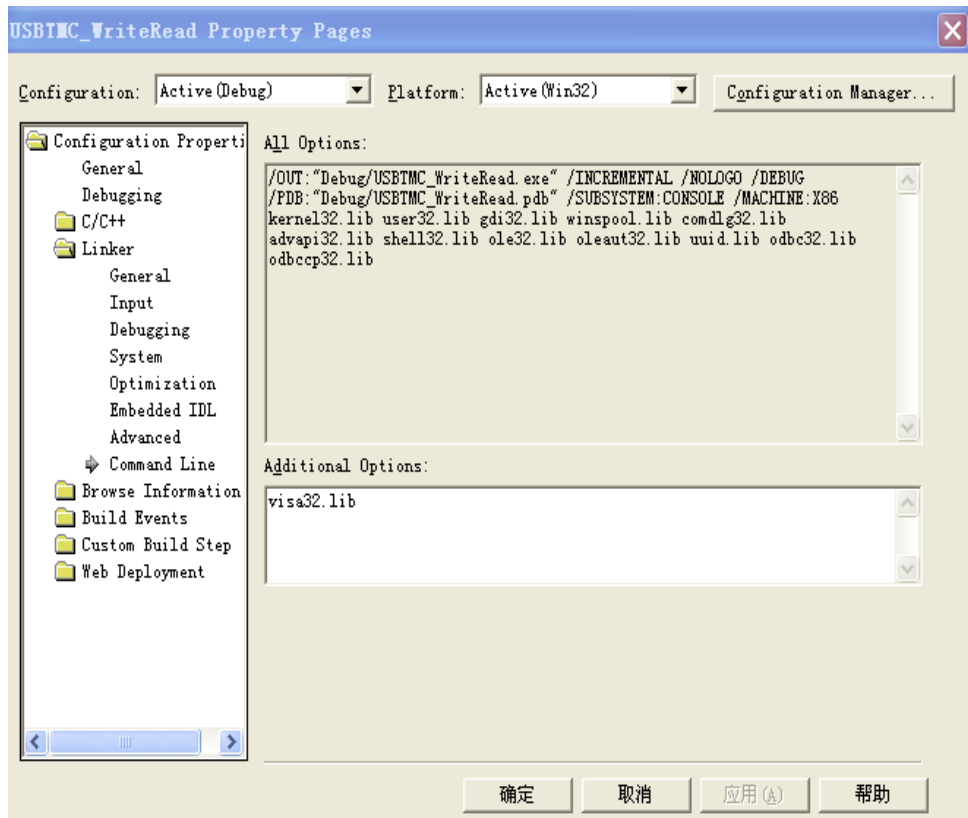 USBTMC_WriteRead Property Pages
Configuration: Active(Debug) Platform: Active(Win32) Configuration Manager...
Configuration Properti
General
Debugging
C/C++
Linker
General
Input
Debugging
System
Optimization
Embedded IDL
Advanced
Command Line
Browse Information
Build Events
Custom Build Step
Web Deployment
All Options:
/OUT:"Debug/USBTMC_WriteRead.exe" /INCREMENTAL /NOLOGO /DEBUG
/PDB:"Debug/USBTMC_WriteRead.pdb" /SUBSYSTEM:CONSOLE /MACHINE:X86
kernel32.lib user32.lib gdi32.lib winspool.lib comdlg32.lib
advapi32.lib shell32.lib ole32.lib oleaut32.lib uuid.lib odbc32.lib
odbccp32.lib
Additional Options:
visa32.lib
确定 取消 应用(A) 帮助